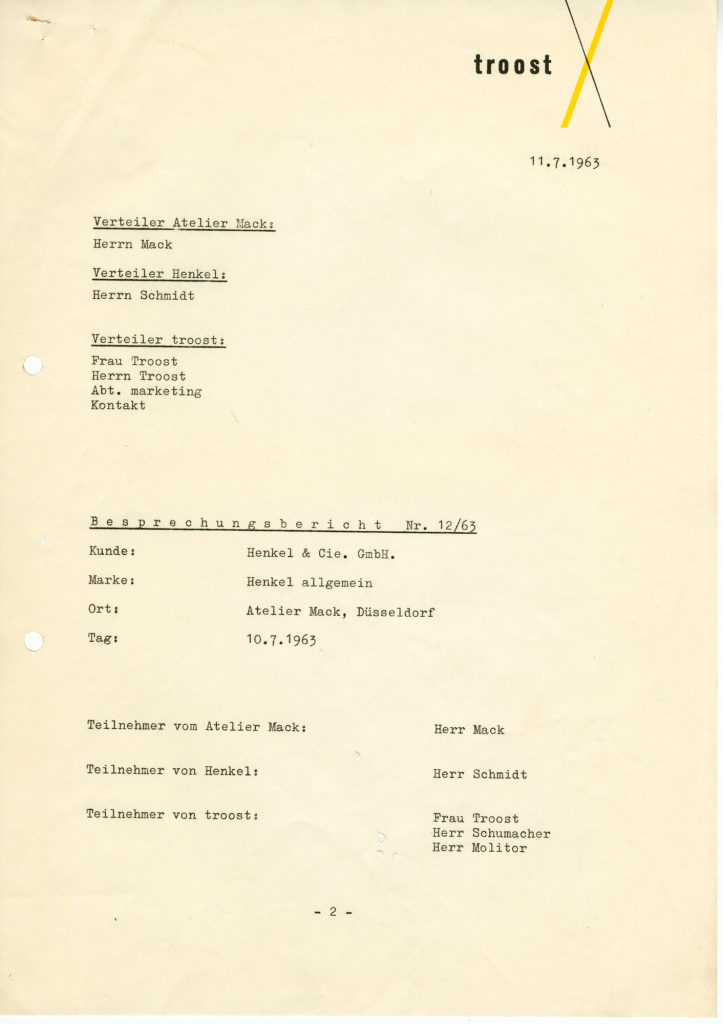 troost
11.7.1963
Verteiler Atelier Mack:
Herrn Mack
Verteiler Henkel:
Herrn Schmidt
Verteiler troost:
Frau Troost
Herrn Troost
Abt. marketing
Kontakt
Besprechungsbericht Nr. 12/63
Kunde: Henkel & Cie. GmbH.
Marke: Henkel allgemein
Ort: Atelier Mack, Düsseldorf
Tag: 10.7.1963
Teilnehmer vom Atelier Mack: Herr Mack
Teilnehmer von Henkel: Herr Schmidt
Teilnehmer von troost: Frau Troost
Herr Schumacher
Herr Molitor
- 2 -